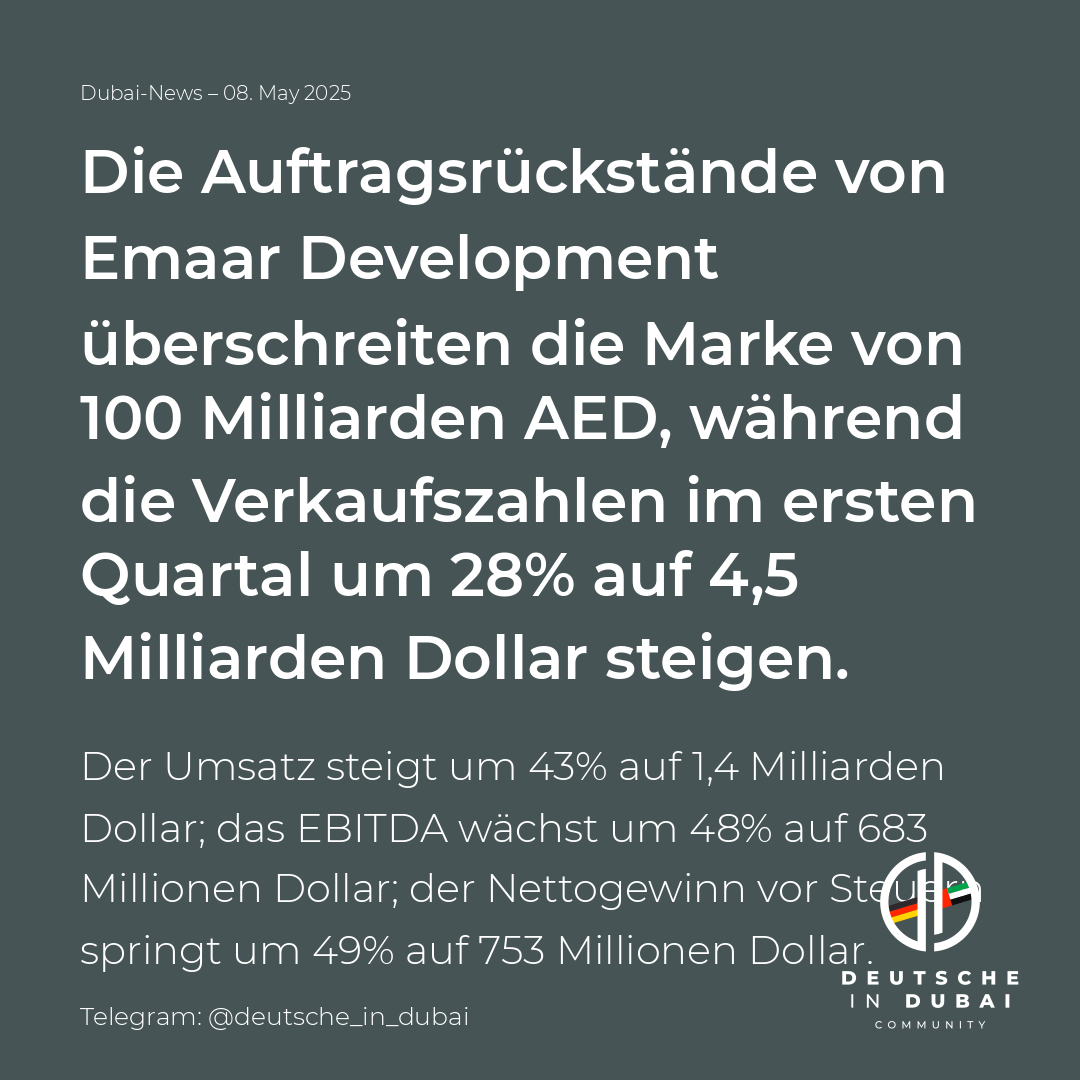 Dubai-News – 08. May 2025
Die Auftragsrückstände von
Emaar Development
überschreiten die Marke von
100 Milliarden AED, während
die Verkaufszahlen im ersten
Quartal um 28% auf 4,5
Milliarden Dollar steigen.
Der Umsatz steigt um 43% auf 1,4 Milliarden
Dollar; das EBITDA wächst um 48% auf 683
Millionen Dollar; der Nettogewinn vor Steuern
springt um 49% auf 753 Millionen Dollar.
Telegram: @deutsche_in_dubai
DEUTSCHE
IN DUBAI
COMMUNITY